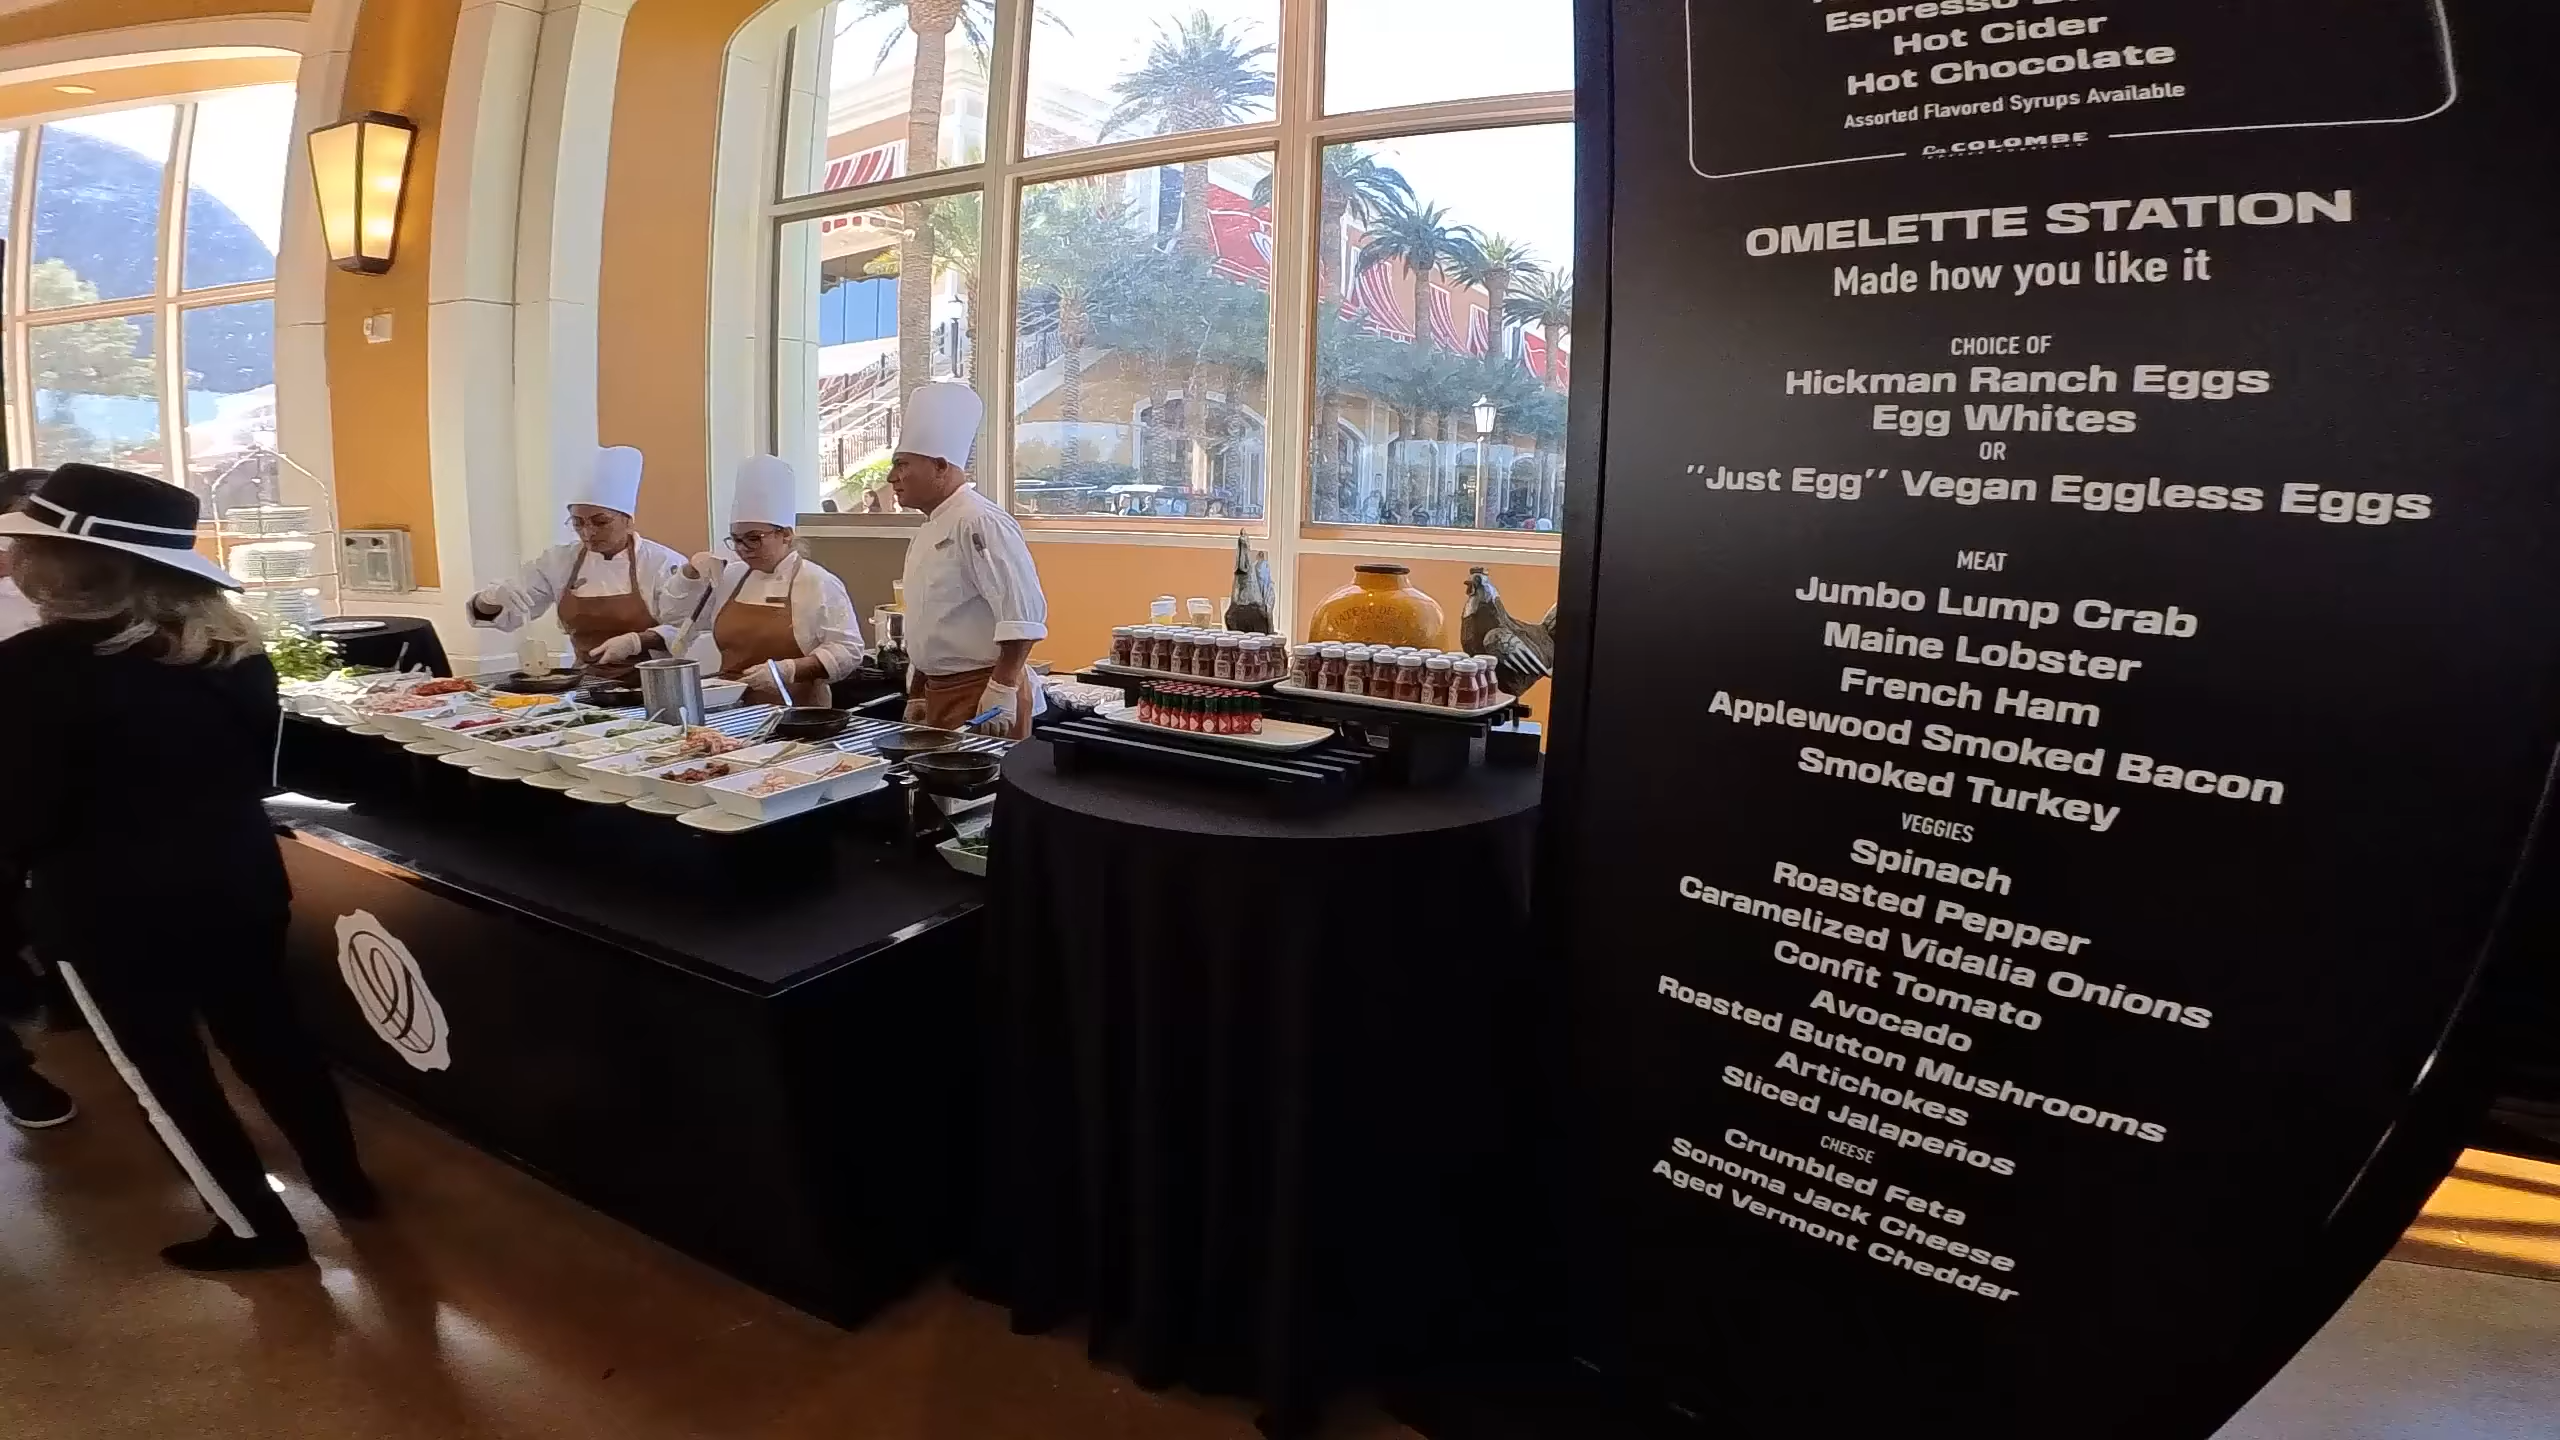 Espresso
Hot Cider
Hot Chocolate
Assorted Flavored Syrups Available
La COLOMBE
OMELETTE STATION
Made how you like it
CHOICE OF
Hickman Ranch Eggs
Egg Whites
OR
"Just Egg" Vegan Eggless Eggs
MEAT
Jumbo Lump Crab
Maine Lobster
French Ham
Applewood Smoked Bacon
Smoked Turkey
VEGGIES
Spinach
Roasted Pepper
Caramelized Vidalia Onions
Confit Tomato
Avocado
Roasted Button Mushrooms
Artichokes
Sliced Jalapeños
CHEESE
Crumbled Feta
Sonoma Jack Cheese
Aged Vermont Cheddar